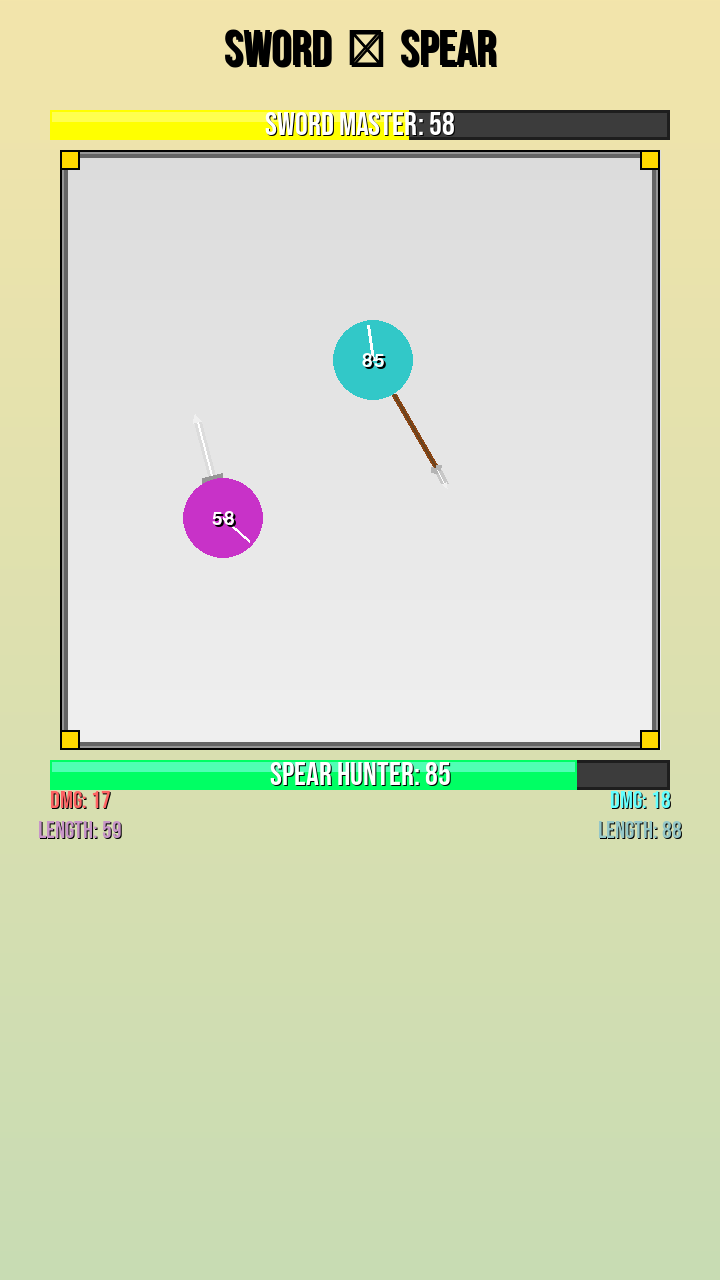 SWORD ⚔ SPEAR
SWORD MASTER: 58
85
58
SPEAR HUNTER: 85
DMG: 17
DMG: 18
LENGTH: 59
LENGTH: 88